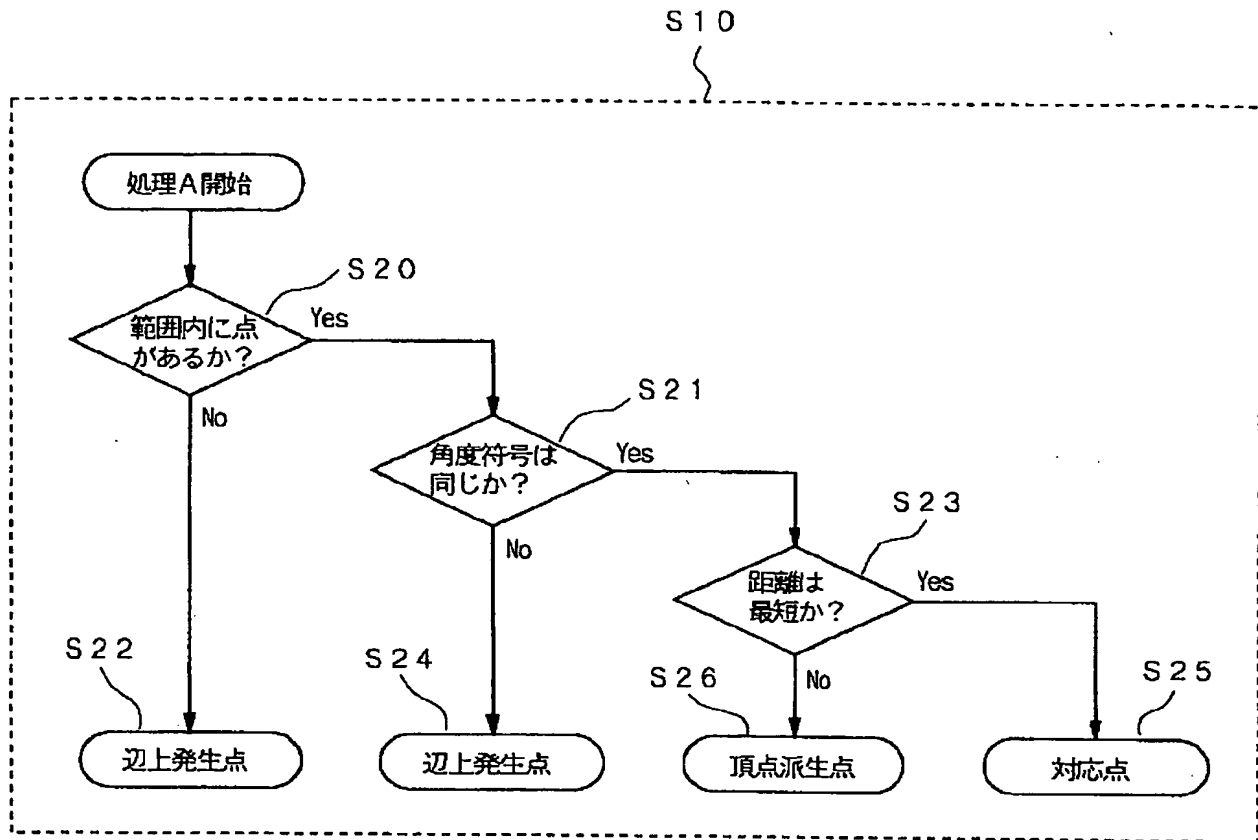 S10
処理A開始
S20
範囲内に点
があるか?
Yes
No
S21
角度符号は
同じか?
Yes
No
S23
距離は
最短か?
Yes
No
S22
辺上発生点
S24
辺上発生点
S26
頂点派生点
S25
対応点